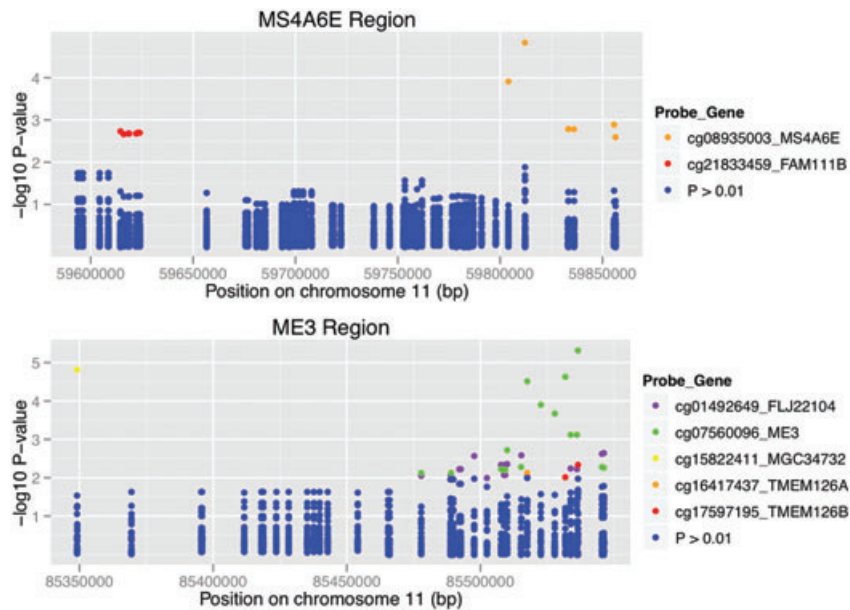 MS4A6E Region
4
3
2
1
−log10 P-value
59600000 59650000 59700000 59750000 59800000 59850000
Position on chromosome 11 (bp)
Probe_Gene
cg08935003_MS4A6E
cg21833459_FAM111B
P > 0.01
ME3 Region
5
4
3
2
1
−log10 P-value
85350000 85400000 85450000 85500000
Position on chromosome 11 (bp)
Probe_Gene
cg01492649_FLJ22104
cg07560096_ME3
cg15822411_MGC34732
cg16417437_TMEM126A
cg17597195_TMEM126B
P > 0.01